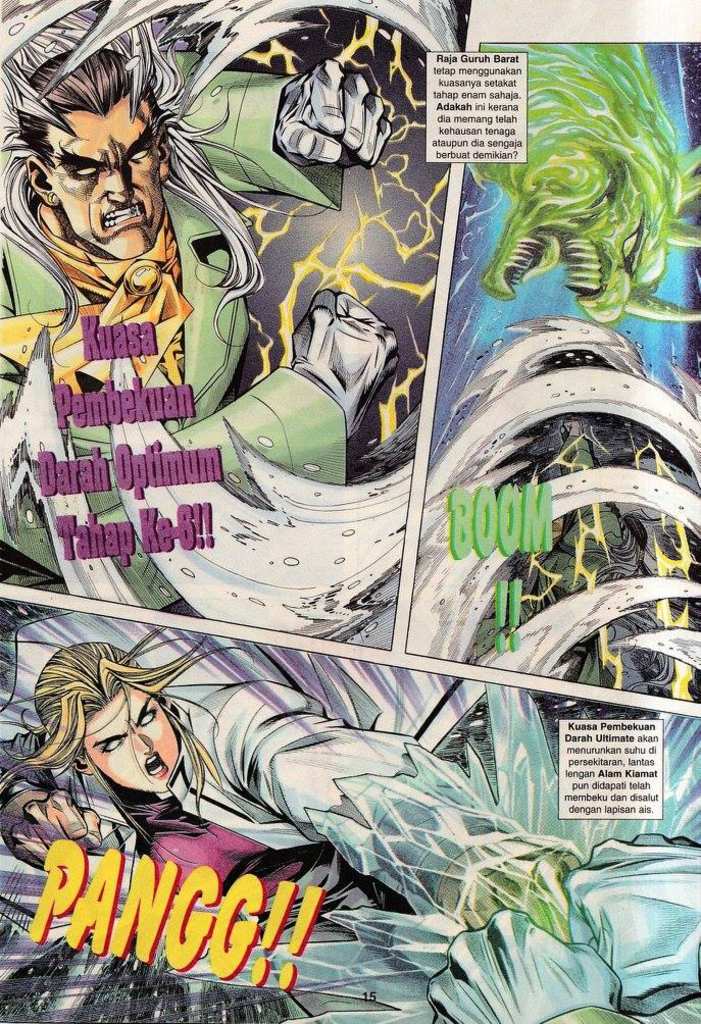 Raja Guruh Barat
tetap menggunakan
kuasanya setakat
tahap enam sahaja.
Adakah ini kerana
dia memang telah
kehausan tenaga
ataupun dia sengaja
berbuat demikian?
Kuasa
Pembekuan
Darah Optimum
Tahap Ke-6!!
BOOM
!!
Kuasa Pembekuan
Darah Ultimate akan
menurunkan suhu di
persekitaran, lantas
lengan Alam Kiamat
pun didapati telah
membeku dan disalut
dengan lapisan ais.
PANGG!!
15